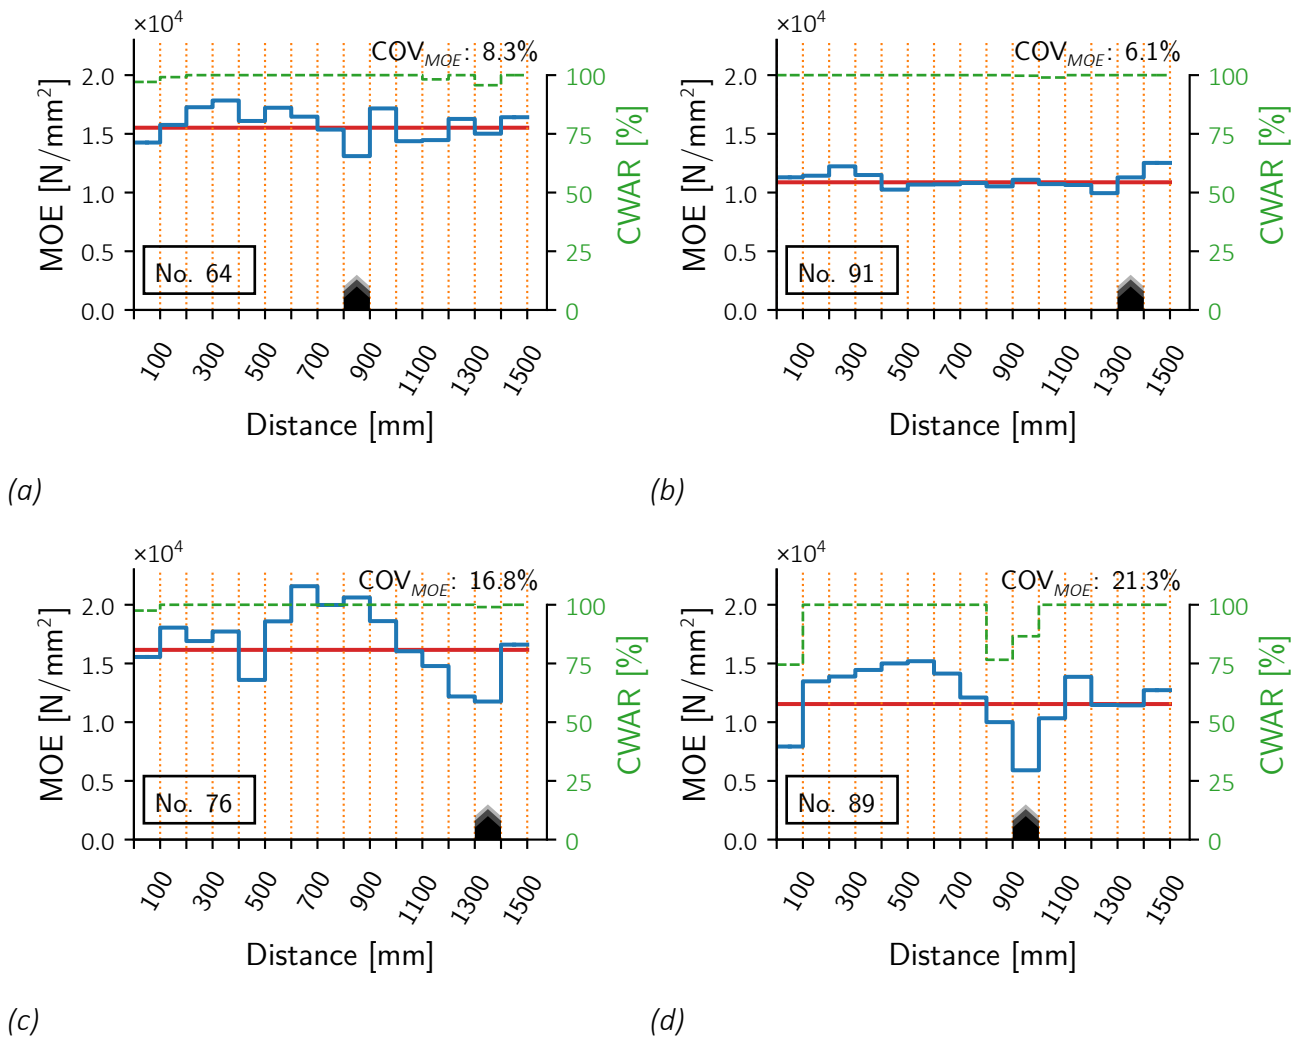 ×10⁴
COV_MOE: 8.3%
MOE [N/mm²]
2.0
1.5
1.0
0.5
0.0
No. 64
100
75
50
25
0
CWAR [%]
100 300 500 700 900 1100 1300 1500
Distance [mm]
(a)
×10⁴
COV_MOE: 6.1%
MOE [N/mm²]
2.0
1.5
1.0
0.5
0.0
No. 91
100
75
50
25
0
CWAR [%]
100 300 500 700 900 1100 1300 1500
Distance [mm]
(b)
×10⁴
COV_MOE: 16.8%
MOE [N/mm²]
2.0
1.5
1.0
0.5
0.0
No. 76
100
75
50
25
0
CWAR [%]
100 300 500 700 900 1100 1300 1500
Distance [mm]
(c)
×10⁴
COV_MOE: 21.3%
MOE [N/mm²]
2.0
1.5
1.0
0.5
0.0
No. 89
100
75
50
25
0
CWAR [%]
100 300 500 700 900 1100 1300 1500
Distance [mm]
(d)